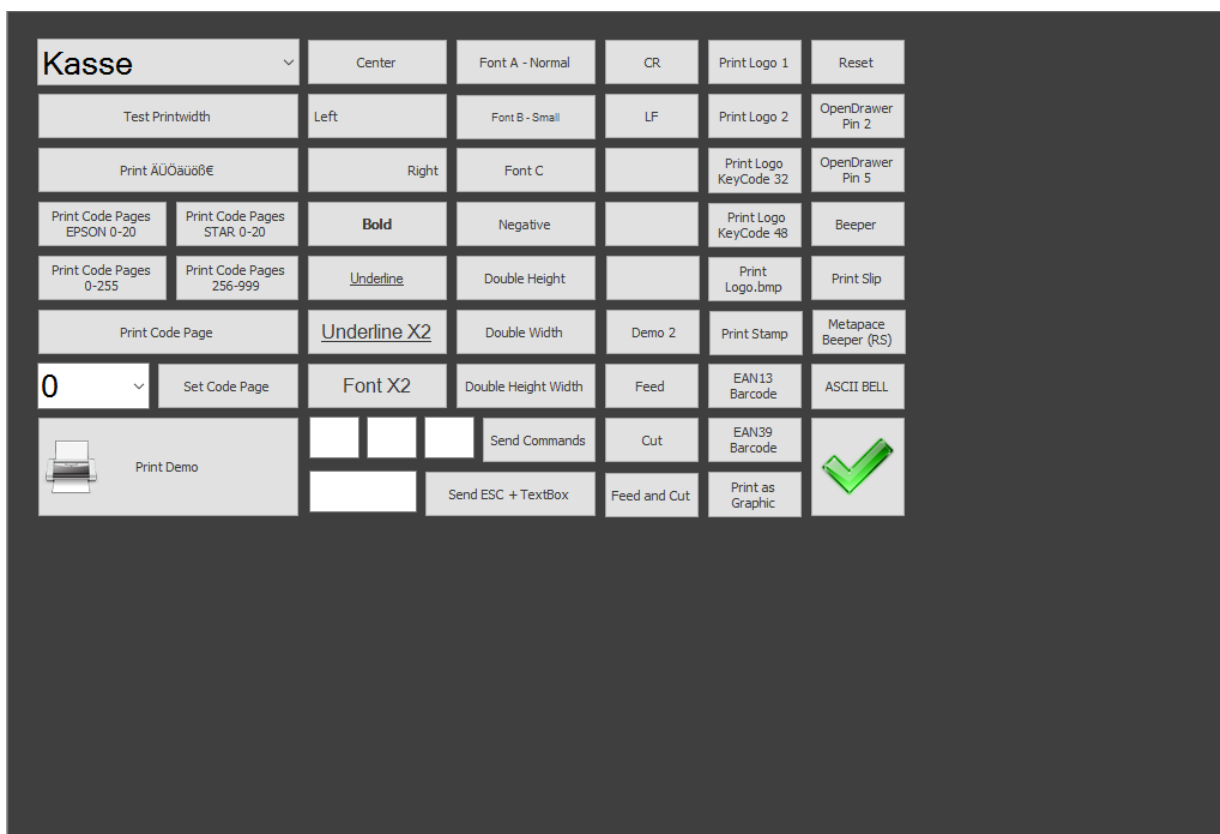 Kasse
Center
Font A - Normal
CR
Print Logo 1
Reset
Test Printwidth
Left
Font B - Small
LF
Print Logo 2
OpenDrawer
Pin 2
Print ÄÜÖäüöß€
Right
Font C
Print Logo
KeyCode 32
OpenDrawer
Pin 5
Print Code Pages
EPSON 0-20
Print Code Pages
STAR 0-20
Bold
Negative
Print Logo
KeyCode 48
Beeper
Print Code Pages
0-255
Print Code Pages
256-999
Underline
Double Height
Print
Logo.bmp
Print Slip
Print Code Page
Underline X2
Double Width
Demo 2
Print Stamp
Metapace
Beeper (RS)
0
Set Code Page
Font X2
Double Height Width
Feed
EAN13
Barcode
ASCII BELL
Print Demo
Send Commands
Cut
EAN39
Barcode
Send ESC + TextBox
Feed and Cut
Print as
Graphic